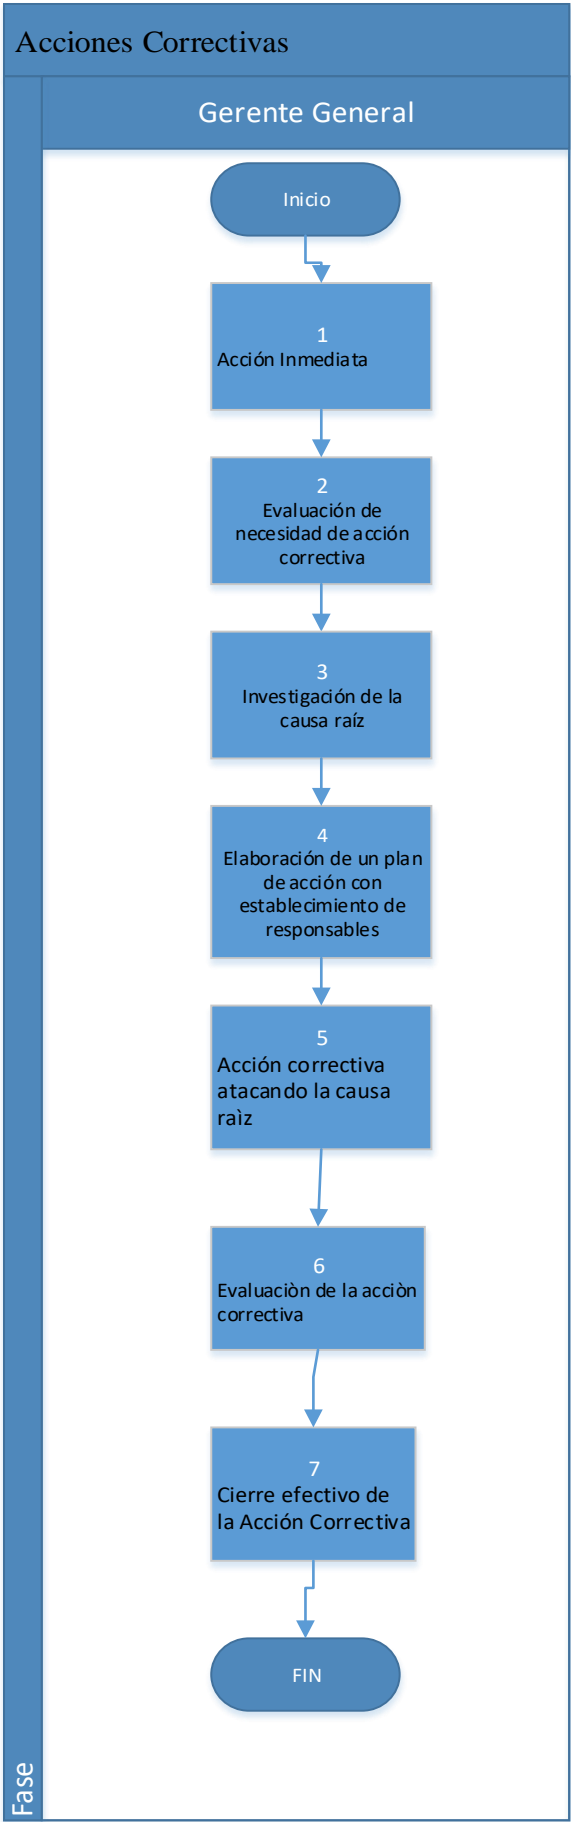 Acciones Correctivas
Gerente General
Inicio
1
Acción Inmediata
2
Evaluación de
necesidad de acción
correctiva
3
Investigación de la
causa raíz
4
Elaboración de un plan
de acción con
establecimiento de
responsables
5
Acción correctiva
atacando la causa
raìz
6
Evaluaciòn de la acciòn
correctiva
7
Cierre efectivo de
la Acción Correctiva
FIN
Fase